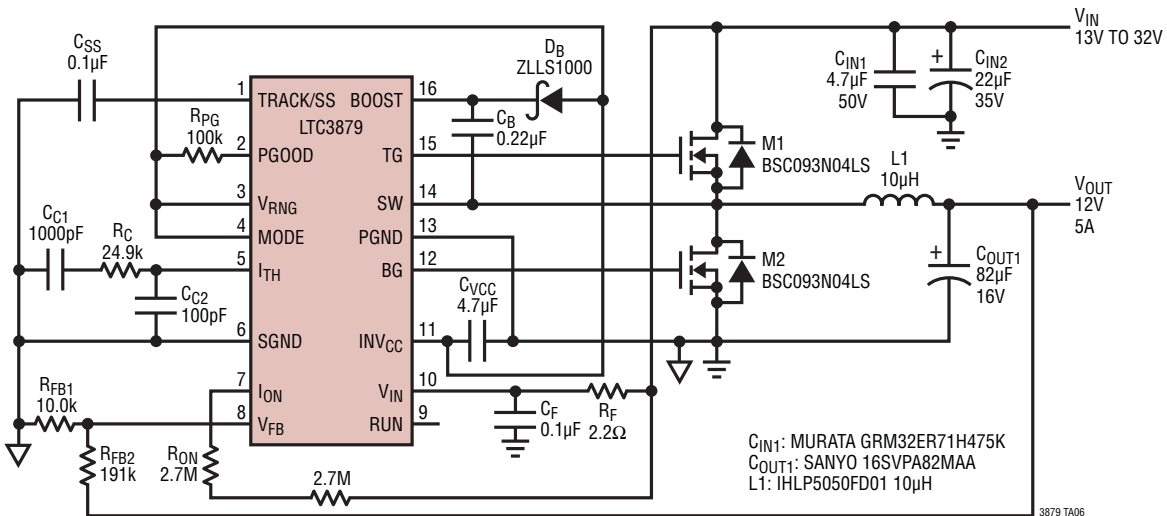 CSS
0.1µF
DB
ZLLS1000
VIN
13V TO 32V
CIN1
4.7µF
50V
+
CIN2
22µF
35V
1
TRACK/SS
BOOST
16
LTC3879
RPG
100k
CB
0.22µF
2
PGOOD
TG
15
M1
BSC093N04LS
L1
10µH
3
VRNG
SW
14
VOUT
12V
5A
4
MODE
PGND
13
CC1
1000pF
RC
24.9k
5
ITH
BG
12
M2
BSC093N04LS
+
COUT1
82µF
16V
CC2
100pF
CVCC
4.7µF
6
SGND
INVCC
11
7
ION
VIN
10
RFB1
10.0k
8
VFB
RUN
9
CF
0.1µF
RF
2.2Ω
RFB2
191k
RON
2.7M
2.7M
CIN1: MURATA GRM32ER71H475K
COUT1: SANYO 16SVPA82MAA
L1: IHLP5050FD01 10µH
3879 TA06